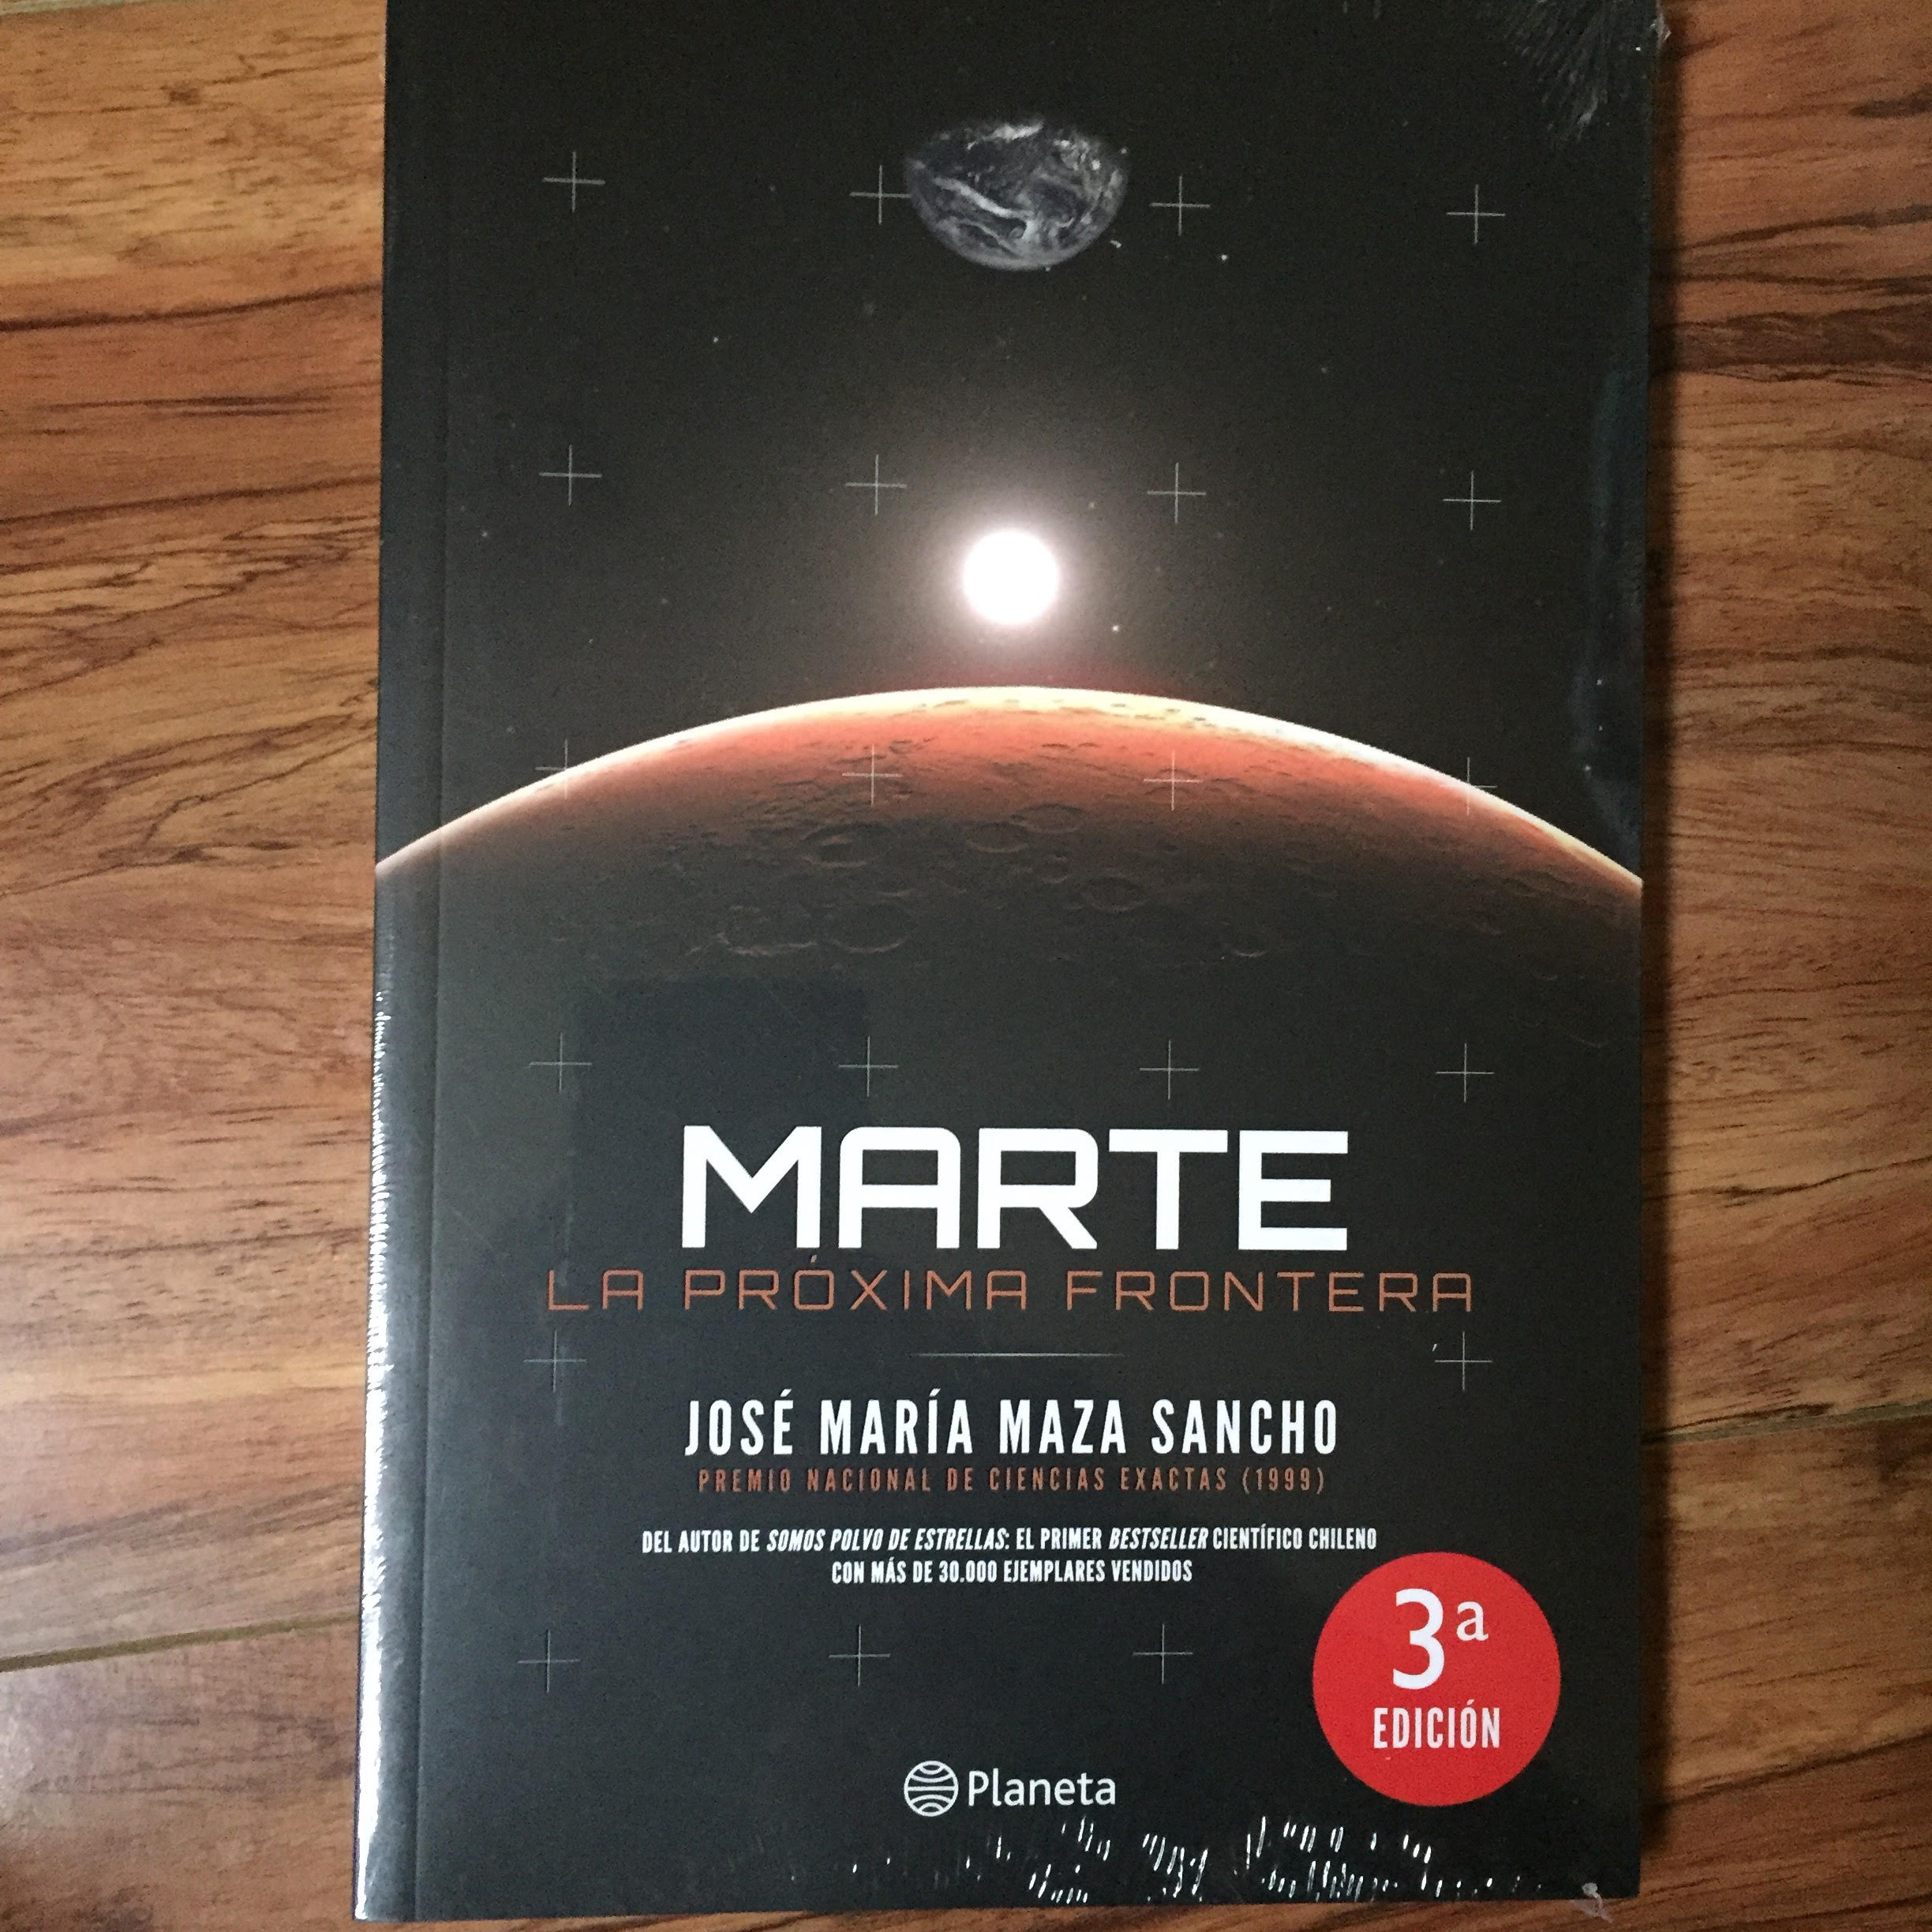 MARTE
LA PRÓXIMA FRONTERA
JOSÉ MARÍA MAZA SANCHO
PREMIO NACIONAL DE CIENCIAS EXACTAS (1999)
DEL AUTOR DE SOMOS POLVO DE ESTRELLAS: EL PRIMER BESTSELLER CIENTÍFICO CHILENO
CON MÁS DE 30.000 EJEMPLARES VENDIDOS
3ª
EDICIÓN
Planeta